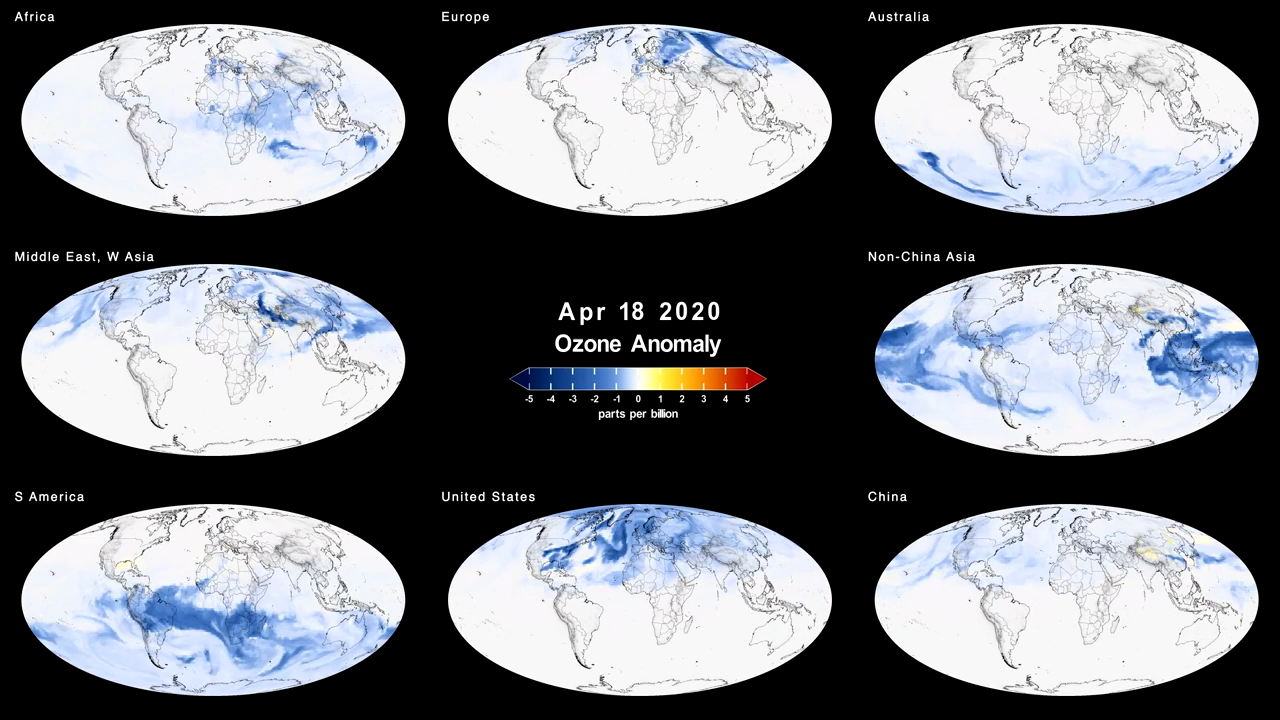 Africa
Europe
Australia
Middle East, W Asia
Apr 18 2020
Ozone Anomaly
-5 -4 -3 -2 -1 0 1 2 3 4 5
parts per billion
Non-China Asia
S America
United States
China